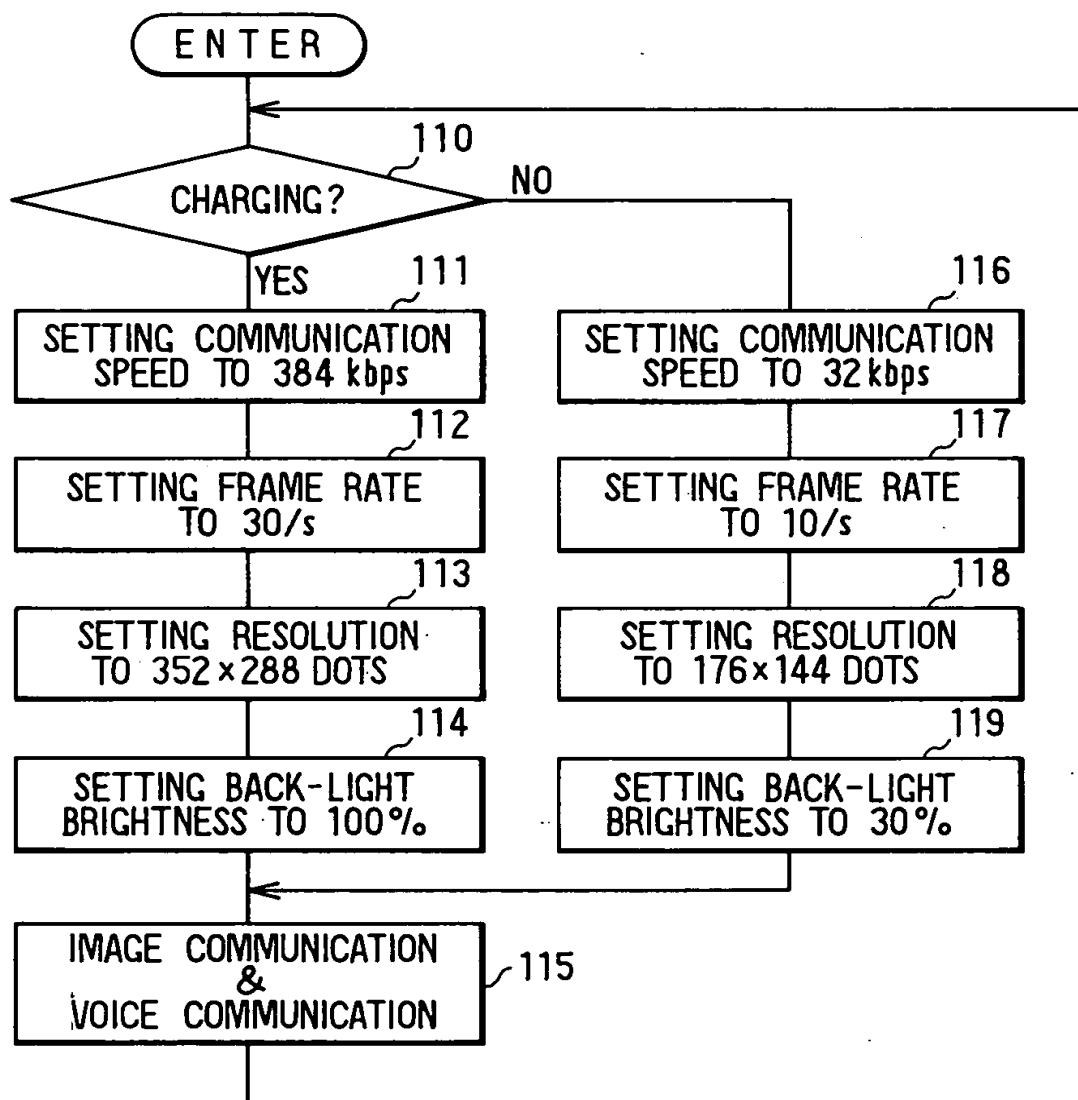 ENTER
110
CHARGING?
NO
YES
111
SETTING COMMUNICATION
SPEED TO 384 kbps
116
SETTING COMMUNICATION
SPEED TO 32 kbps
112
SETTING FRAME RATE
TO 30/s
117
SETTING FRAME RATE
TO 10/s
113
SETTING RESOLUTION
TO 352×288 DOTS
118
SETTING RESOLUTION
TO 176×144 DOTS
114
SETTING BACK-LIGHT
BRIGHTNESS TO 100%
119
SETTING BACK-LIGHT
BRIGHTNESS TO 30%
IMAGE COMMUNICATION
&
VOICE COMMUNICATION
115